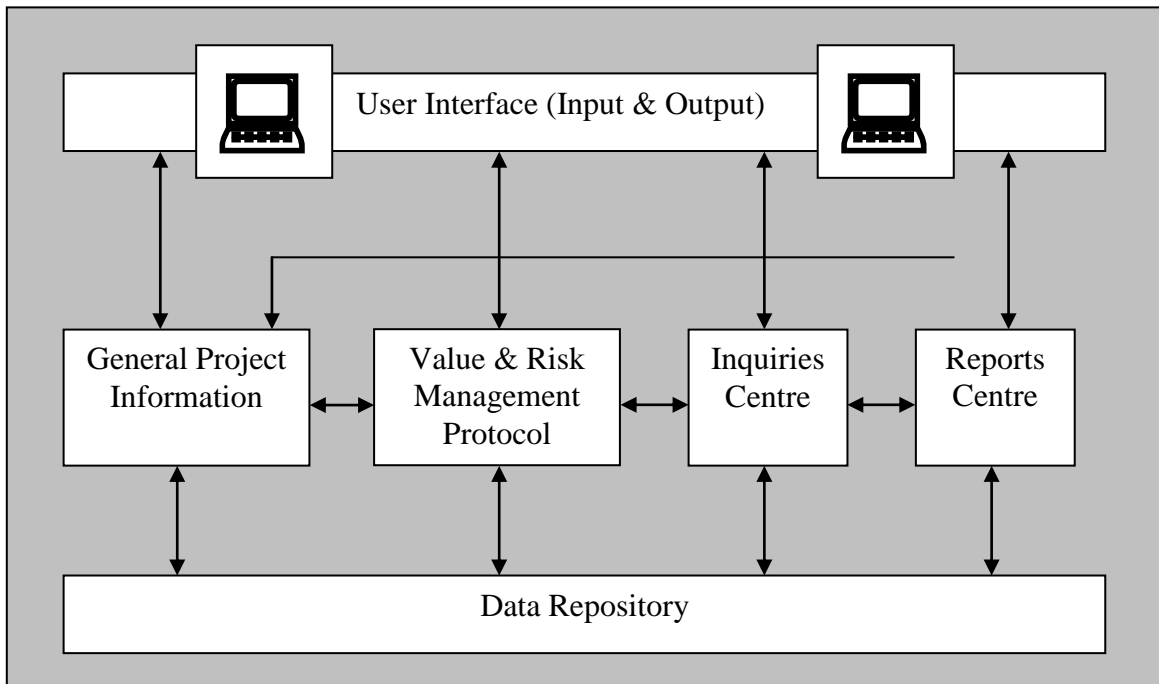 User Interface (Input & Output)
General Project
Information
Value & Risk
Management
Protocol
Inquiries
Centre
Reports
Centre
Data Repository